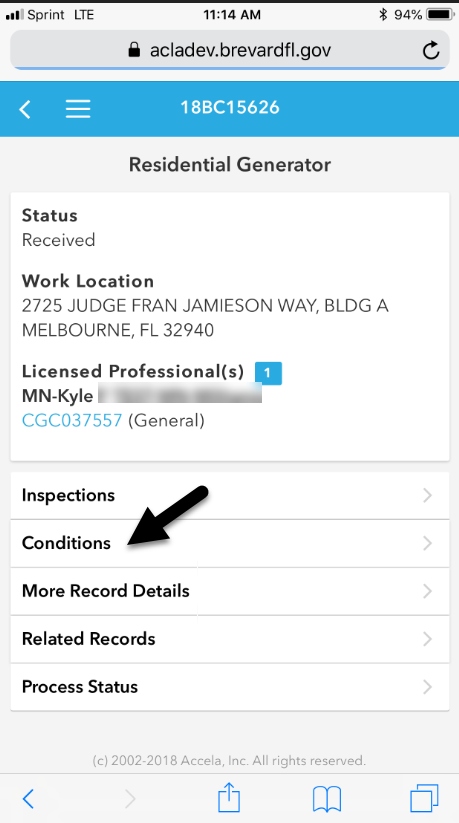 Sprint LTE 11:14 AM 94%
acladev.brevardfl.gov
18BC15626
Residential Generator
Status
Received
Work Location
2725 JUDGE FRAN JAMIESON WAY, BLDG A
MELBOURNE, FL 32940
Licensed Professional(s) 1
MN-Kyle
CGC037557 (General)
Inspections
Conditions
More Record Details
Related Records
Process Status
(c) 2002-2018 Accela, Inc. All rights reserved.